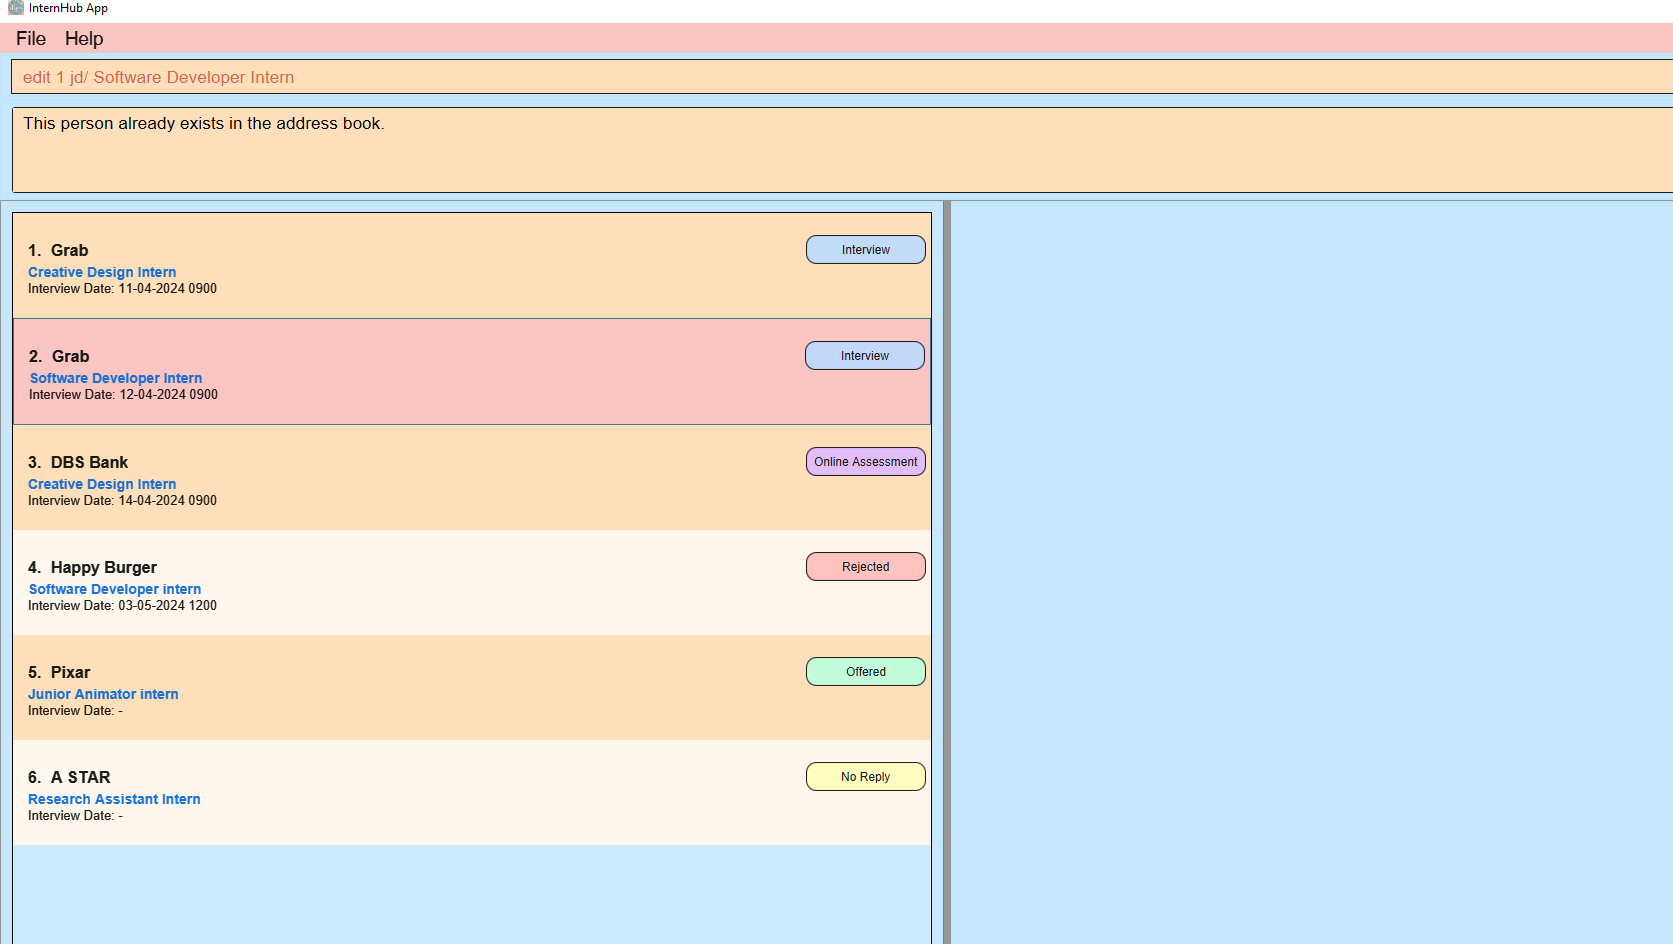 InternHub App
File Help
edit 1 jd/ Software Developer Intern
This person already exists in the address book.
1. Grab
Interview
Creative Design Intern
Interview Date: 11-04-2024 0900
2. Grab
Interview
Software Developer Intern
Interview Date: 12-04-2024 0900
3. DBS Bank
Online Assessment
Creative Design Intern
Interview Date: 14-04-2024 0900
4. Happy Burger
Rejected
Software Developer intern
Interview Date: 03-05-2024 1200
5. Pixar
Offered
Junior Animator intern
Interview Date: -
6. A STAR
No Reply
Research Assistant Intern
Interview Date: -